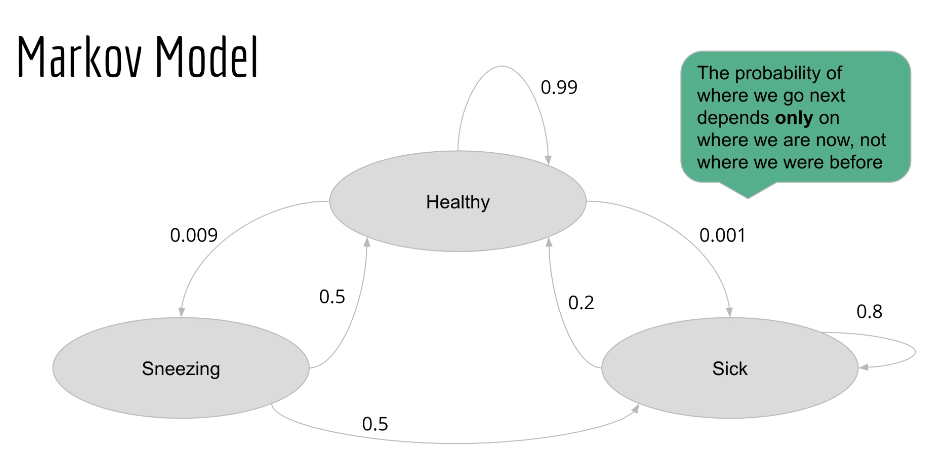 Markov Model
The probability of
where we go next
depends only on
where we are now, not
where we were before
0.99
Healthy
0.009
0.001
0.5
0.2
0.8
Sneezing
Sick
0.5